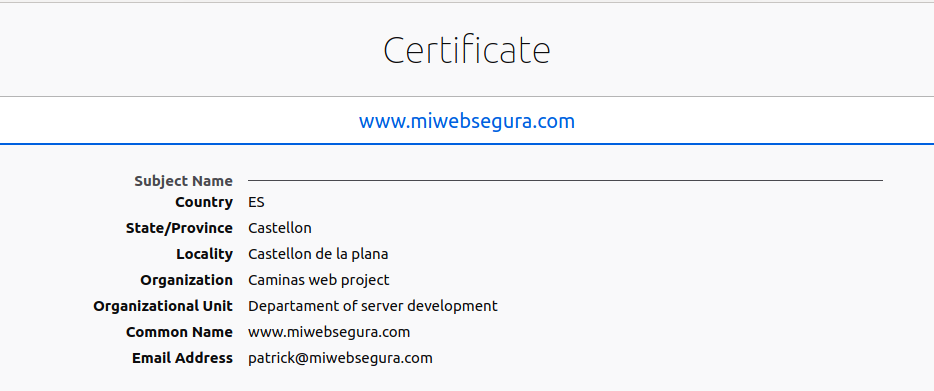 Certificate
www.miwebsegura.com
Subject Name
Country ES
State/Province Castellon
Locality Castellon de la plana
Organization Caminas web project
Organizational Unit Departament of server development
Common Name www.miwebsegura.com
Email Address patrick@miwebsegura.com